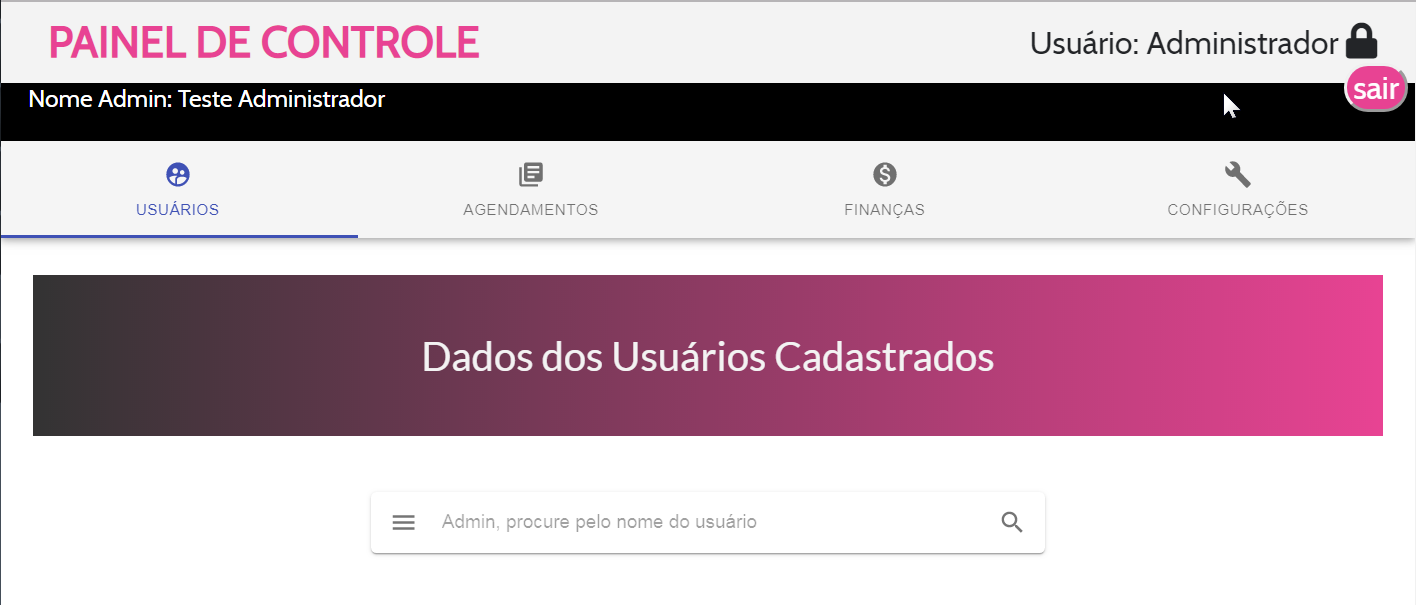 PAINEL DE CONTROLE
Usuário: Administrador
sair
Nome Admin: Teste Administrador
USUÁRIOS
AGENDAMENTOS
FINANÇAS
CONFIGURAÇÕES
Dados dos Usuários Cadastrados
Admin, procure pelo nome do usuário